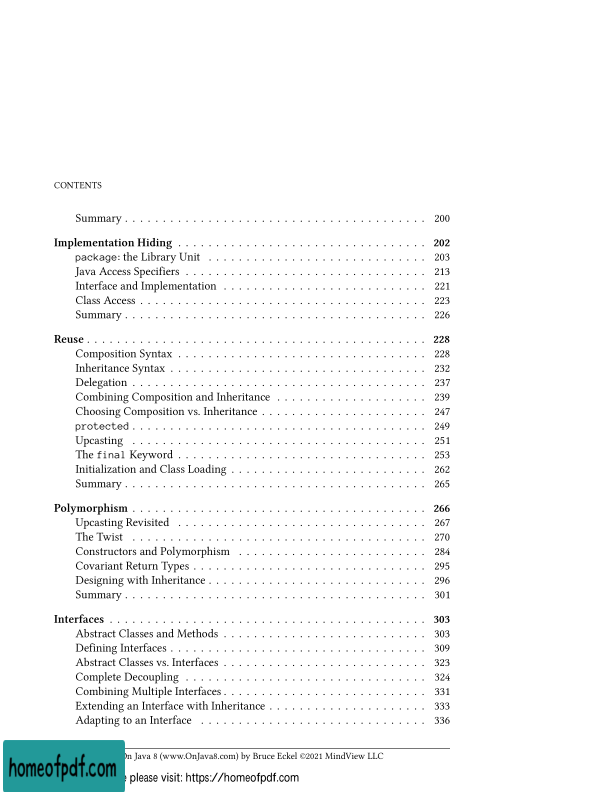 CONTENTS
Summary . . . . . . . . . . . . . . . . . . . . . . . . . . . . . . . . . . . . . . . 200
Implementation Hiding . . . . . . . . . . . . . . . . . . . . . . . . . . . . . . . . 202
package: the Library Unit . . . . . . . . . . . . . . . . . . . . . . . . . . . . 203
Java Access Specifiers . . . . . . . . . . . . . . . . . . . . . . . . . . . . . . . 213
Interface and Implementation . . . . . . . . . . . . . . . . . . . . . . . . . . 221
Class Access . . . . . . . . . . . . . . . . . . . . . . . . . . . . . . . . . . . . . 223
Summary . . . . . . . . . . . . . . . . . . . . . . . . . . . . . . . . . . . . . . . 226
Reuse . . . . . . . . . . . . . . . . . . . . . . . . . . . . . . . . . . . . . . . . . . . . 228
Composition Syntax . . . . . . . . . . . . . . . . . . . . . . . . . . . . . . . . 228
Inheritance Syntax . . . . . . . . . . . . . . . . . . . . . . . . . . . . . . . . . 232
Delegation . . . . . . . . . . . . . . . . . . . . . . . . . . . . . . . . . . . . . . 237
Combining Composition and Inheritance . . . . . . . . . . . . . . . . . . . 239
Choosing Composition vs. Inheritance . . . . . . . . . . . . . . . . . . . . . 247
protected . . . . . . . . . . . . . . . . . . . . . . . . . . . . . . . . . . . . . . 249
Upcasting . . . . . . . . . . . . . . . . . . . . . . . . . . . . . . . . . . . . . . 251
The final Keyword . . . . . . . . . . . . . . . . . . . . . . . . . . . . . . . . 253
Initialization and Class Loading . . . . . . . . . . . . . . . . . . . . . . . . . 262
Summary . . . . . . . . . . . . . . . . . . . . . . . . . . . . . . . . . . . . . . . 265
Polymorphism . . . . . . . . . . . . . . . . . . . . . . . . . . . . . . . . . . . . . . 266
Upcasting Revisited . . . . . . . . . . . . . . . . . . . . . . . . . . . . . . . . 267
The Twist . . . . . . . . . . . . . . . . . . . . . . . . . . . . . . . . . . . . . . 270
Constructors and Polymorphism . . . . . . . . . . . . . . . . . . . . . . . . 284
Covariant Return Types . . . . . . . . . . . . . . . . . . . . . . . . . . . . . . 295
Designing with Inheritance . . . . . . . . . . . . . . . . . . . . . . . . . . . . 296
Summary . . . . . . . . . . . . . . . . . . . . . . . . . . . . . . . . . . . . . . . 301
Interfaces . . . . . . . . . . . . . . . . . . . . . . . . . . . . . . . . . . . . . . . . . 303
Abstract Classes and Methods . . . . . . . . . . . . . . . . . . . . . . . . . . 303
Defining Interfaces . . . . . . . . . . . . . . . . . . . . . . . . . . . . . . . . . 309
Abstract Classes vs. Interfaces . . . . . . . . . . . . . . . . . . . . . . . . . . 323
Complete Decoupling . . . . . . . . . . . . . . . . . . . . . . . . . . . . . . . 324
Combining Multiple Interfaces . . . . . . . . . . . . . . . . . . . . . . . . . . 331
Extending an Interface with Inheritance . . . . . . . . . . . . . . . . . . . . 333
Adapting to an Interface . . . . . . . . . . . . . . . . . . . . . . . . . . . . . 336
On Java 8 (www.OnJava8.com) by Bruce Eckel ©2021 MindView LLC
homeofpdf.com
please visit: https://homeofpdf.com